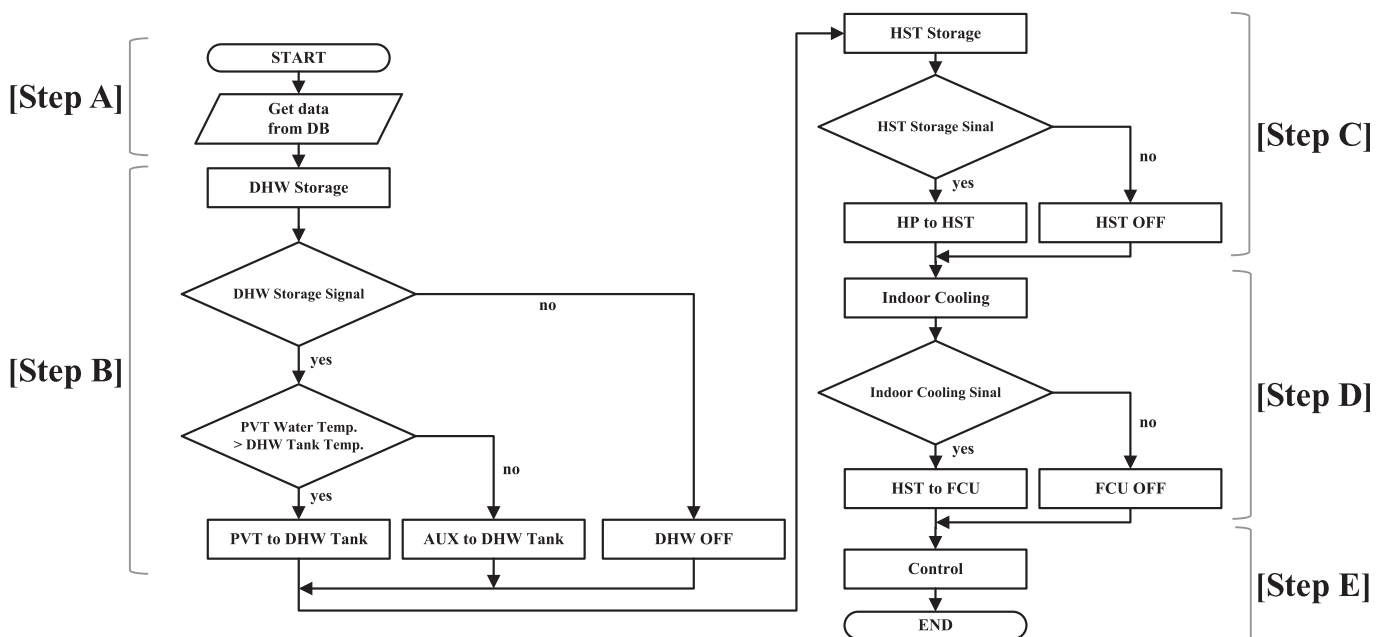 [Step A]
START
Get data
from DB
[Step B]
DHW Storage
DHW Storage Signal
no
yes
PVT Water Temp.
> DHW Tank Temp.
no
yes
PVT to DHW Tank
AUX to DHW Tank
DHW OFF
[Step C]
HST Storage
HST Storage Sinal
no
yes
HP to HST
HST OFF
[Step D]
Indoor Cooling
Indoor Cooling Sinal
no
yes
HST to FCU
FCU OFF
[Step E]
Control
END